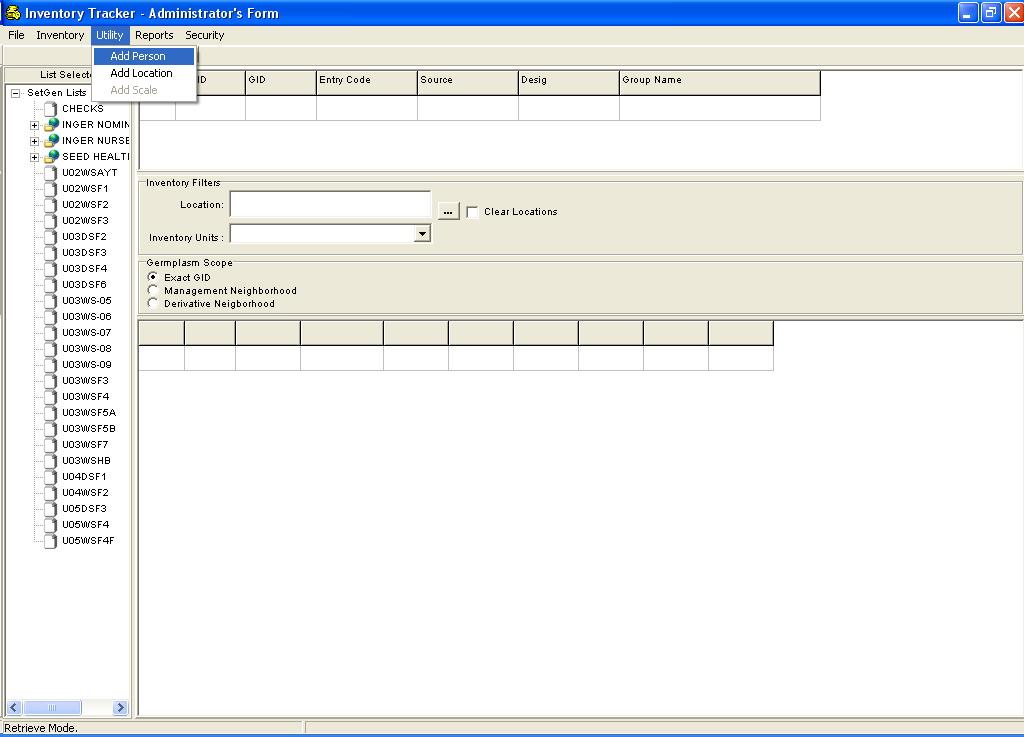 Inventory Tracker - Administrator's Form
File Inventory Utility Reports Security
Add Person
Add Location
Add Scale
List Selecte
ID GID Entry Code Source Desig Group Name
SetGen Lists
CHECKS
INGER NOMIN
INGER NURSE
SEED HEALTI
U02WSAYT
U02WSF1
U02WSF2
U02WSF3
U03DSF2
U03DSF3
U03DSF4
U03DSF6
U03WS-05
U03WS-06
U03WS-07
U03WS-08
U03WS-09
U03WSF3
U03WSF4
U03WSF5A
U03WSF5B
U03WSF7
U03WSHB
U04DSF1
U04WSF2
U05DSF3
U05WSF4
U05WSF4F
Inventory Filters
Location: ... Clear Locations
Inventory Units :
Germplasm Scope
Exact GID
Management Neighborhood
Derivative Neigborhood
Retrieve Mode.